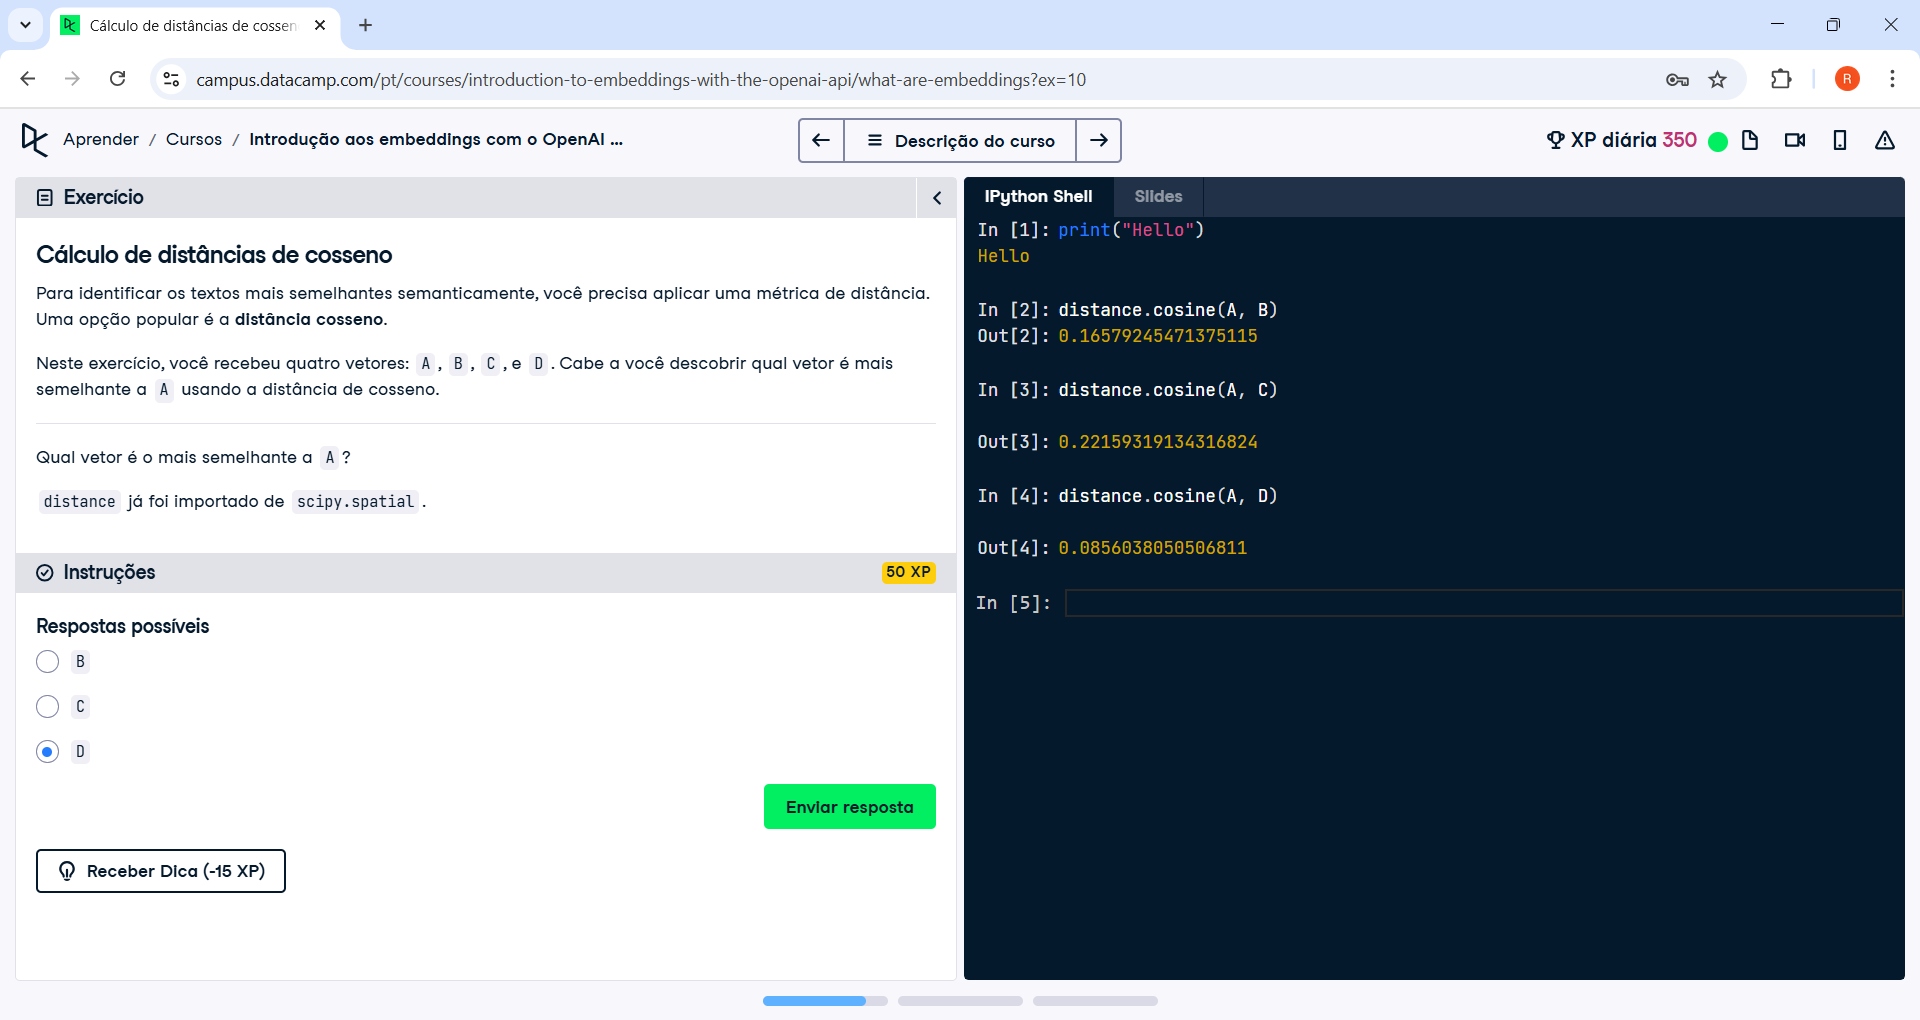 Cálculo de distâncias de cossen
campus.datacamp.com/pt/courses/introduction-to-embeddings-with-the-openai-api/what-are-embeddings?ex=10
R
Aprender / Cursos / Introdução aos embeddings com o OpenAI ...
Descrição do curso
XP diária 350
Exercício
Cálculo de distâncias de cosseno
Para identificar os textos mais semelhantes semanticamente, você precisa aplicar uma métrica de distância.
Uma opção popular é a distância cosseno.
Neste exercício, você recebeu quatro vetores: A, B, C, e D. Cabe a você descobrir qual vetor é mais
semelhante a A usando a distância de cosseno.
Qual vetor é o mais semelhante a A?
distance já foi importado de scipy.spatial.
Instruções
50 XP
Respostas possíveis
B
C
D
Enviar resposta
Receber Dica (-15 XP)
IPython Shell
Slides
In [1]: print("Hello")
Hello
In [2]: distance.cosine(A, B)
Out[2]: 0.16579245471375115
In [3]: distance.cosine(A, C)
Out[3]: 0.22159319134316824
In [4]: distance.cosine(A, D)
Out[4]: 0.0856038050506811
In [5]: